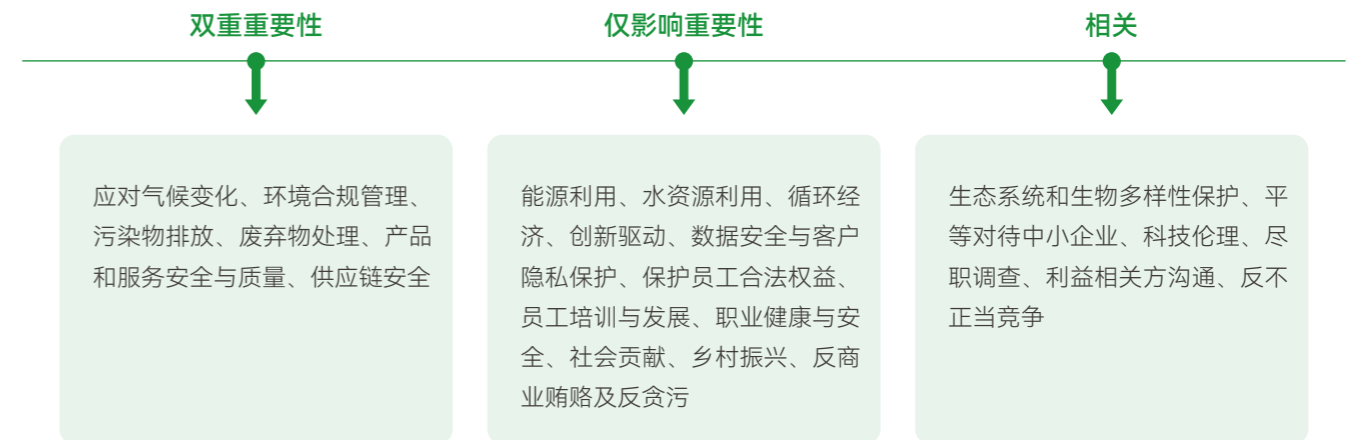 双重重要性
仅影响重要性
相关
应对气候变化、环境合规管理、
污染物排放、废弃物处理、产品
和服务安全与质量、供应链安全
能源利用、水资源利用、循环经
济、创新驱动、数据安全与客户
隐私保护、保护员工合法权益、
员工培训与发展、职业健康与安
全、社会贡献、乡村振兴、反商
业贿赂及反贪污
生态系统和生物多样性保护、平
等对待中小企业、科技伦理、尽
职调查、利益相关方沟通、反不
正当竞争